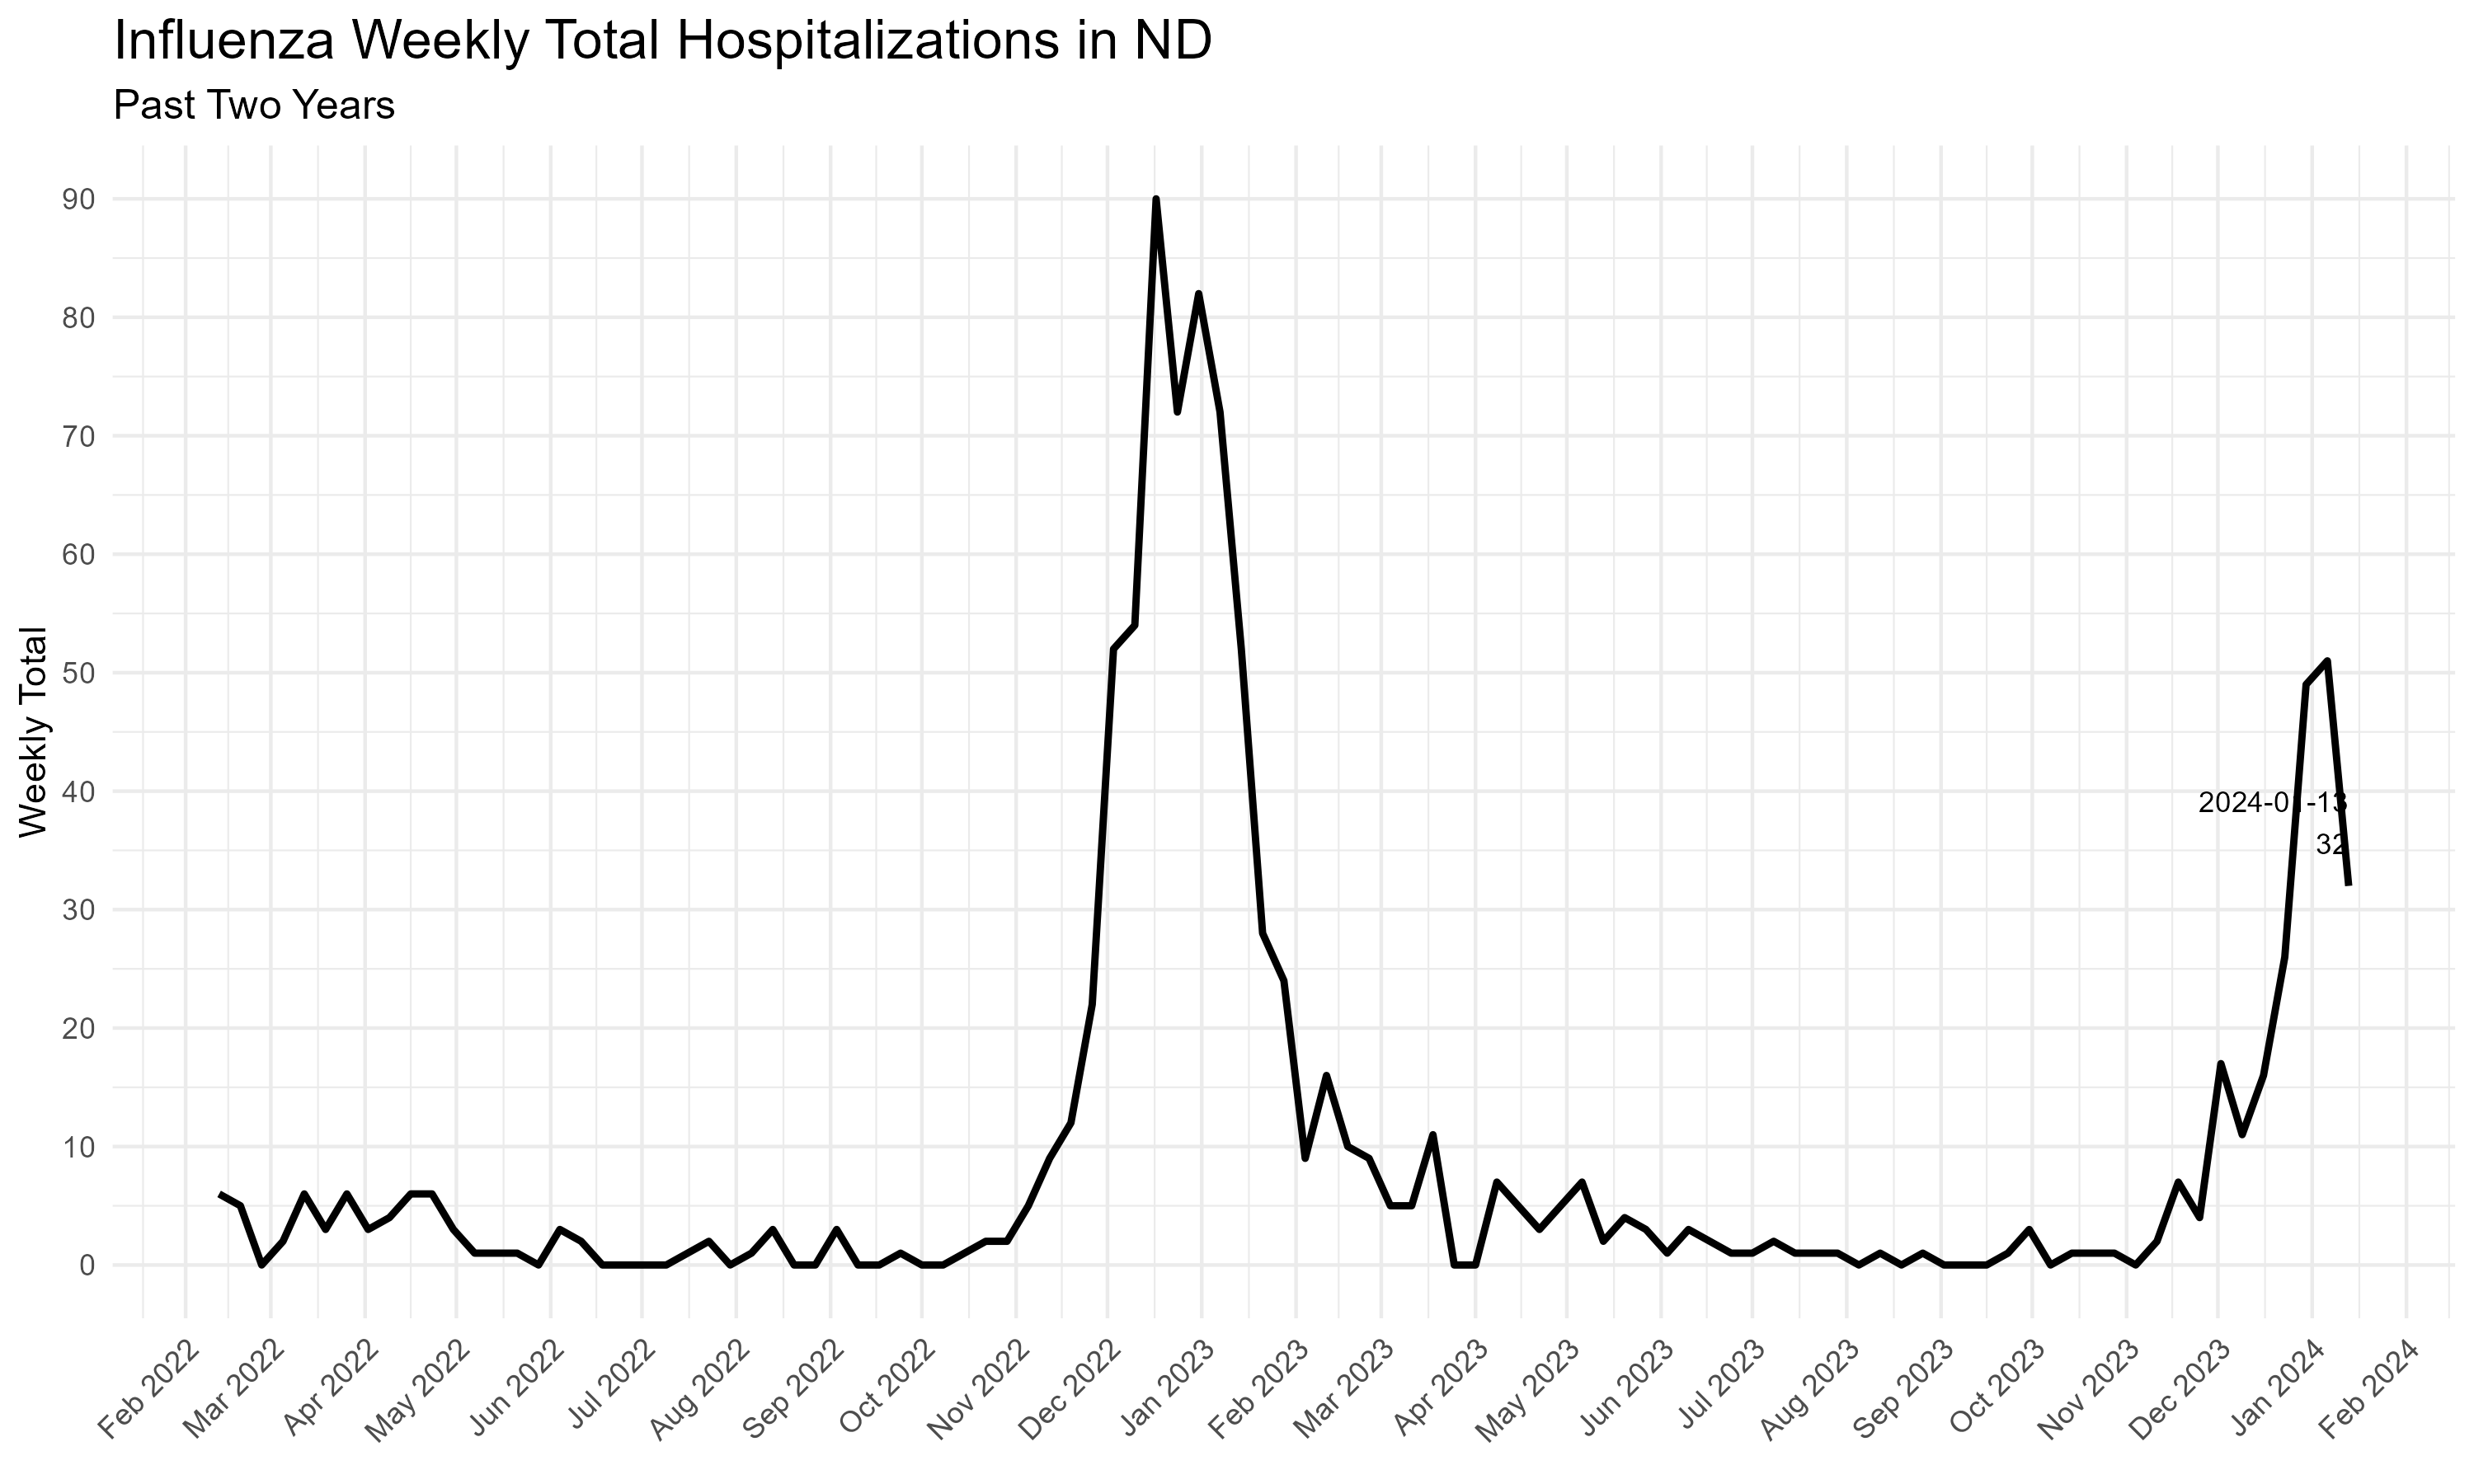 Influenza Weekly Total Hospitalizations in ND
Past Two Years
Weekly Total
90
80
70
60
50
40
30
20
10
0
2024-01-13
32
Feb 2022
Mar 2022
Apr 2022
May 2022
Jun 2022
Jul 2022
Aug 2022
Sep 2022
Oct 2022
Nov 2022
Dec 2022
Jan 2023
Feb 2023
Mar 2023
Apr 2023
May 2023
Jun 2023
Jul 2023
Aug 2023
Sep 2023
Oct 2023
Nov 2023
Dec 2023
Jan 2024
Feb 2024